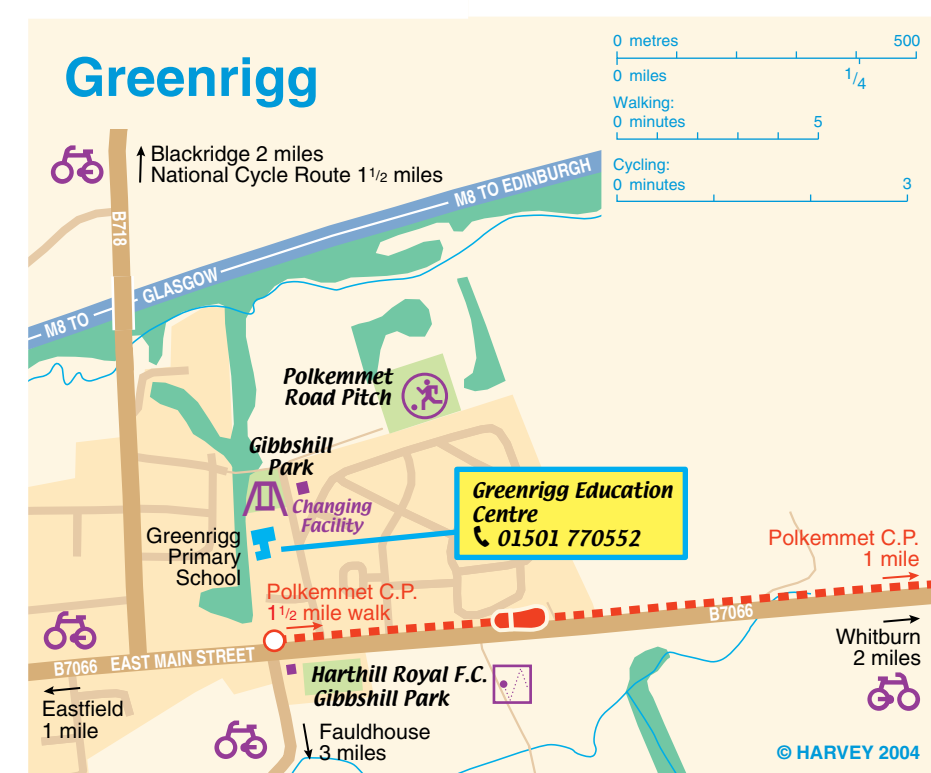 Greenrigg
0 metres 500
0 miles 1/4
Walking:
0 minutes 5
Cycling:
0 minutes 3
Blackridge 2 miles
National Cycle Route 1 1/2 miles
M8 TO EDINBURGH
B718
M8 TO GLASGOW
Polkemmet
Road Pitch
Gibbshill
Park
Changing
Facility
Greenrigg Education
Centre
01501 770552
Greenrigg
Primary
School
Polkemmet C.P.
1 mile
Polkemmet C.P.
1 1/2 mile walk
B7066
Whitburn
2 miles
B7066 EAST MAIN STREET
Harthill Royal F.C.
Gibbshill Park
Eastfield
1 mile
Fauldhouse
3 miles
© HARVEY 2004